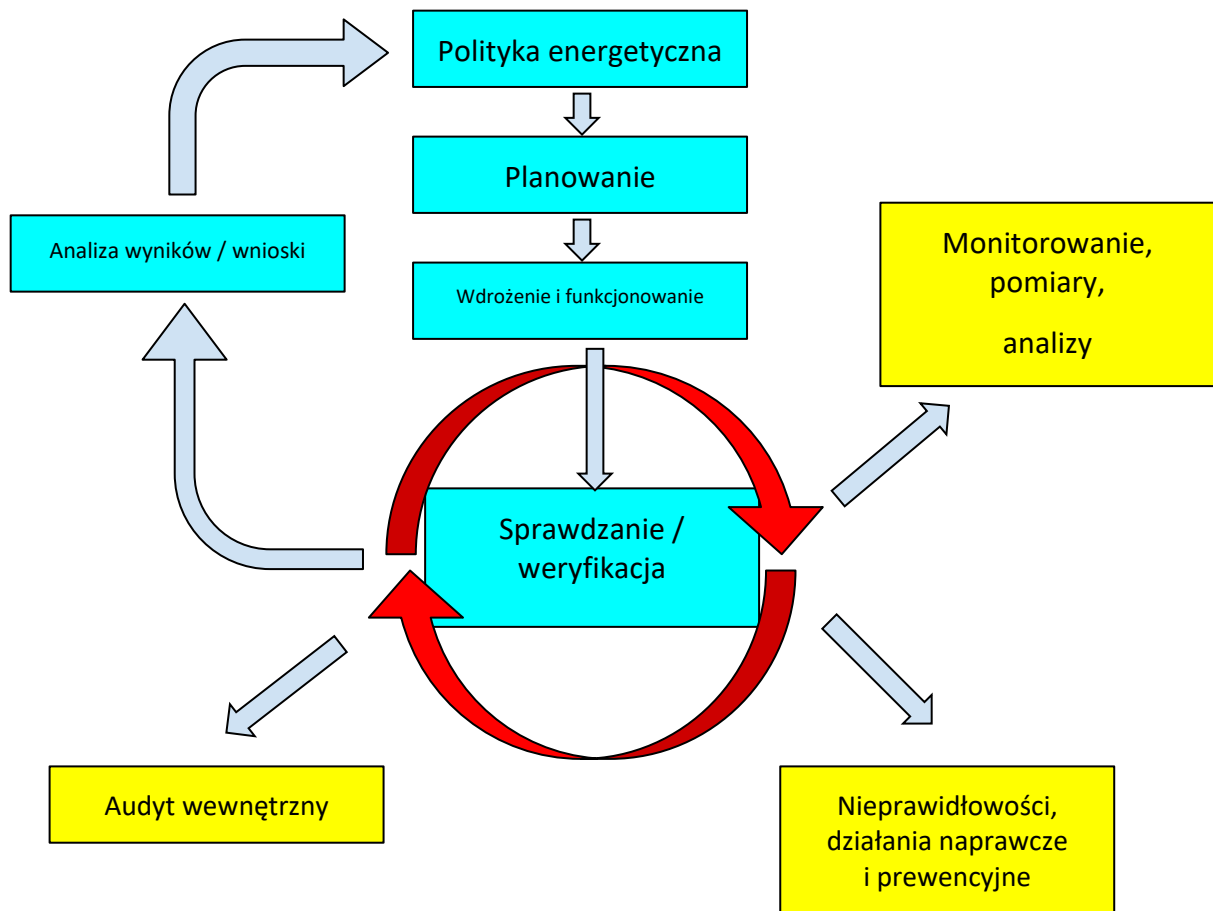 Polityka energetyczna
Planowanie
Analiza wyników / wnioski
Wdrożenie i funkcjonowanie
Monitorowanie,
pomiary,
analizy
Sprawdzanie /
weryfikacja
Audyt wewnętrzny
Nieprawidłowości,
działania naprawcze
i prewencyjne